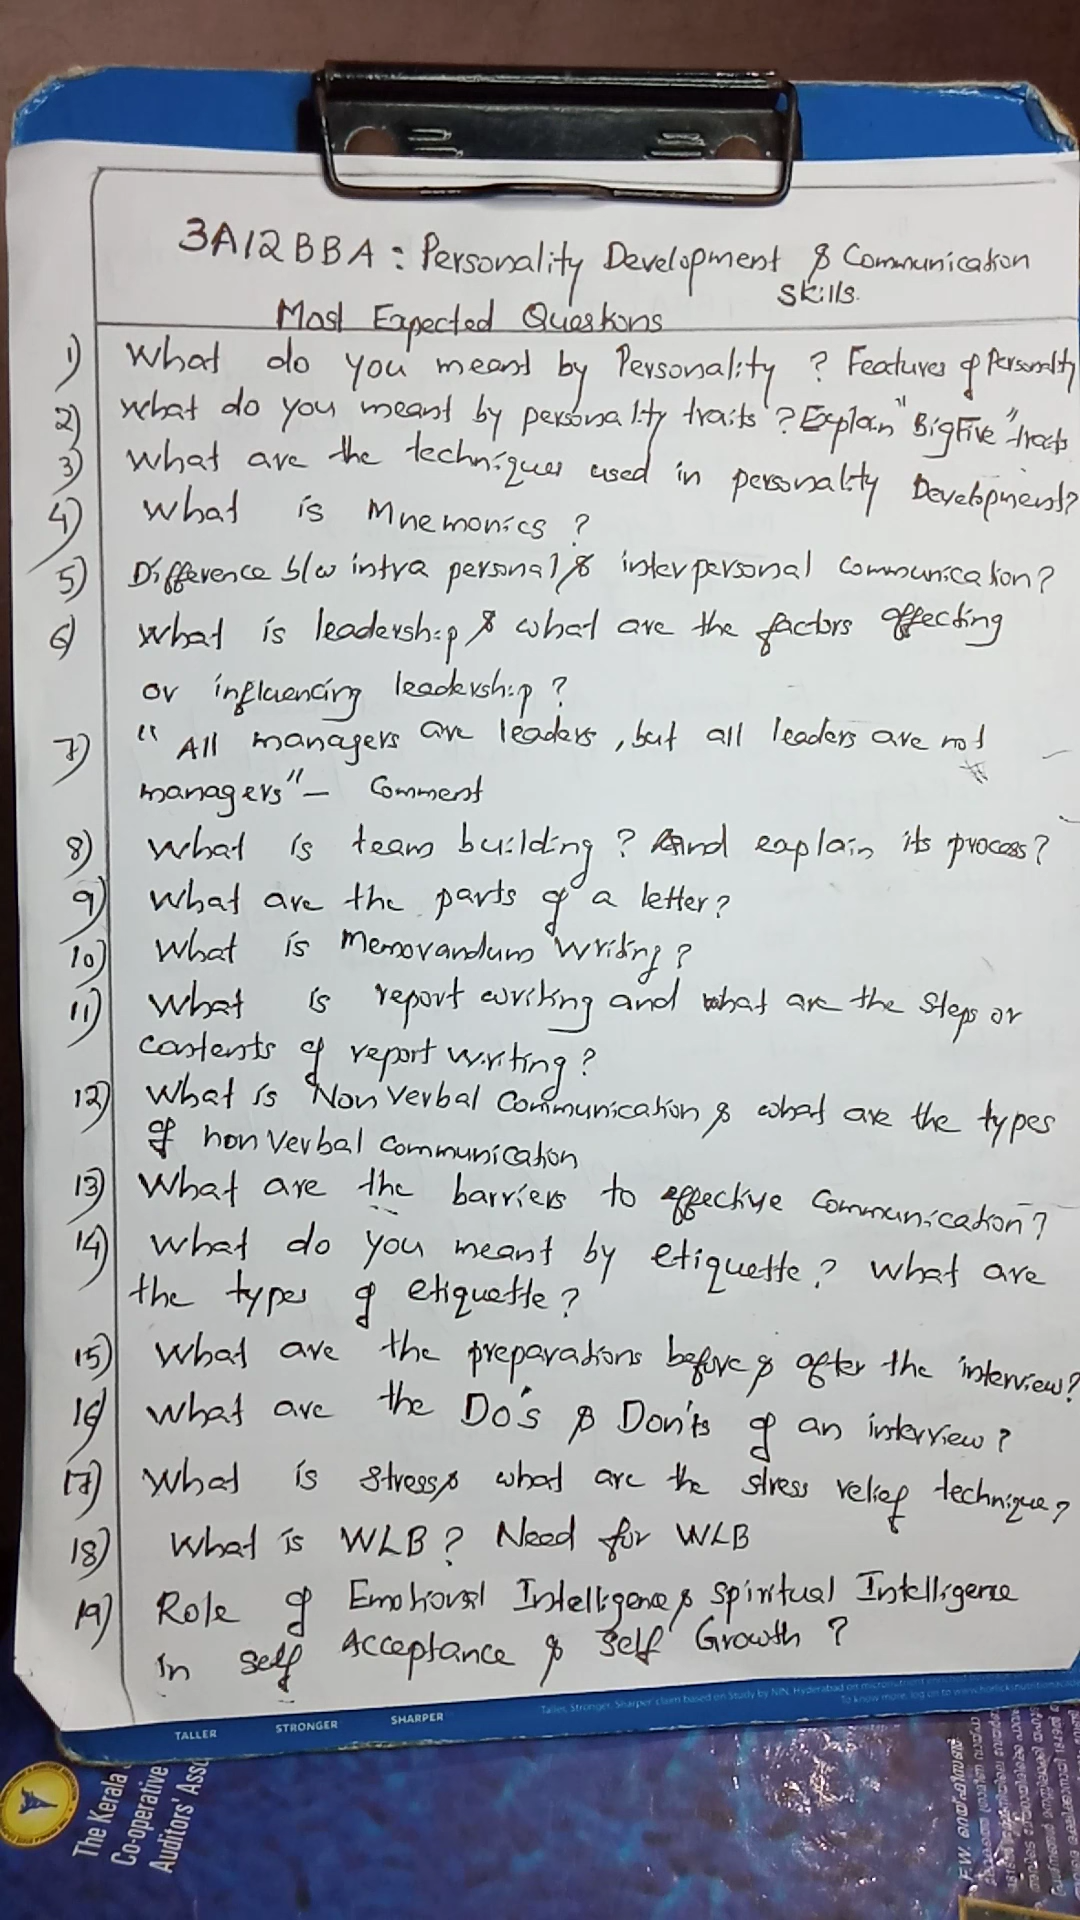 3A12BBA : Personality Development & Communication
Skills.
Most Expected Questions
1) What do you meant by Personality ? Features of Personality
2) What do you meant by personality traits ? Explain "Big Five" traits
3) What are the techniques used in personality Development?
4) What is Mnemonics ?
5) Difference b/w intra personal & interpersonal communication?
6) What is leadership & what are the factors affecting
or influencing leadership ?
7) "All managers are leaders, but all leaders are not
managers" – Comment
8) What is team building ? And explain its process?
9) What are the parts of a letter?
10) What is Memorandum Writing ?
11) What is report writing and what are the steps or
contents of report writing ?
12) What is Non Verbal Communication & what are the types
of non Verbal communication
13) What are the barriers to effective Communication ?
14) What do you meant by etiquette ? What are
the types of etiquette ?
15) What are the preparations before & after the interview?
16) What are the Do's & Don'ts of an interview ?
17) What is stress & what are the stress relief technique ?
18) What is WLB ? Need for WLB
19) Role of Emotional Intelligence & Spiritual Intelligence
in Self Acceptance & Self Growth ?
TALLER STRONGER SHARPER
The Kerala
Co-operative
Auditors'